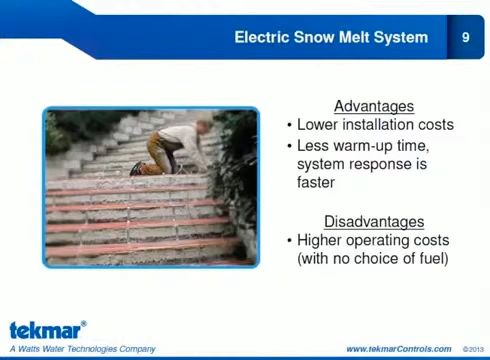 Electric Snow Melt System
9
Advantages
• Lower installation costs
• Less warm-up time,
system response is
faster
Disadvantages
• Higher operating costs
(with no choice of fuel)
tekmar®
A Watts Water Technologies Company
www.tekmarControls.com
©2013